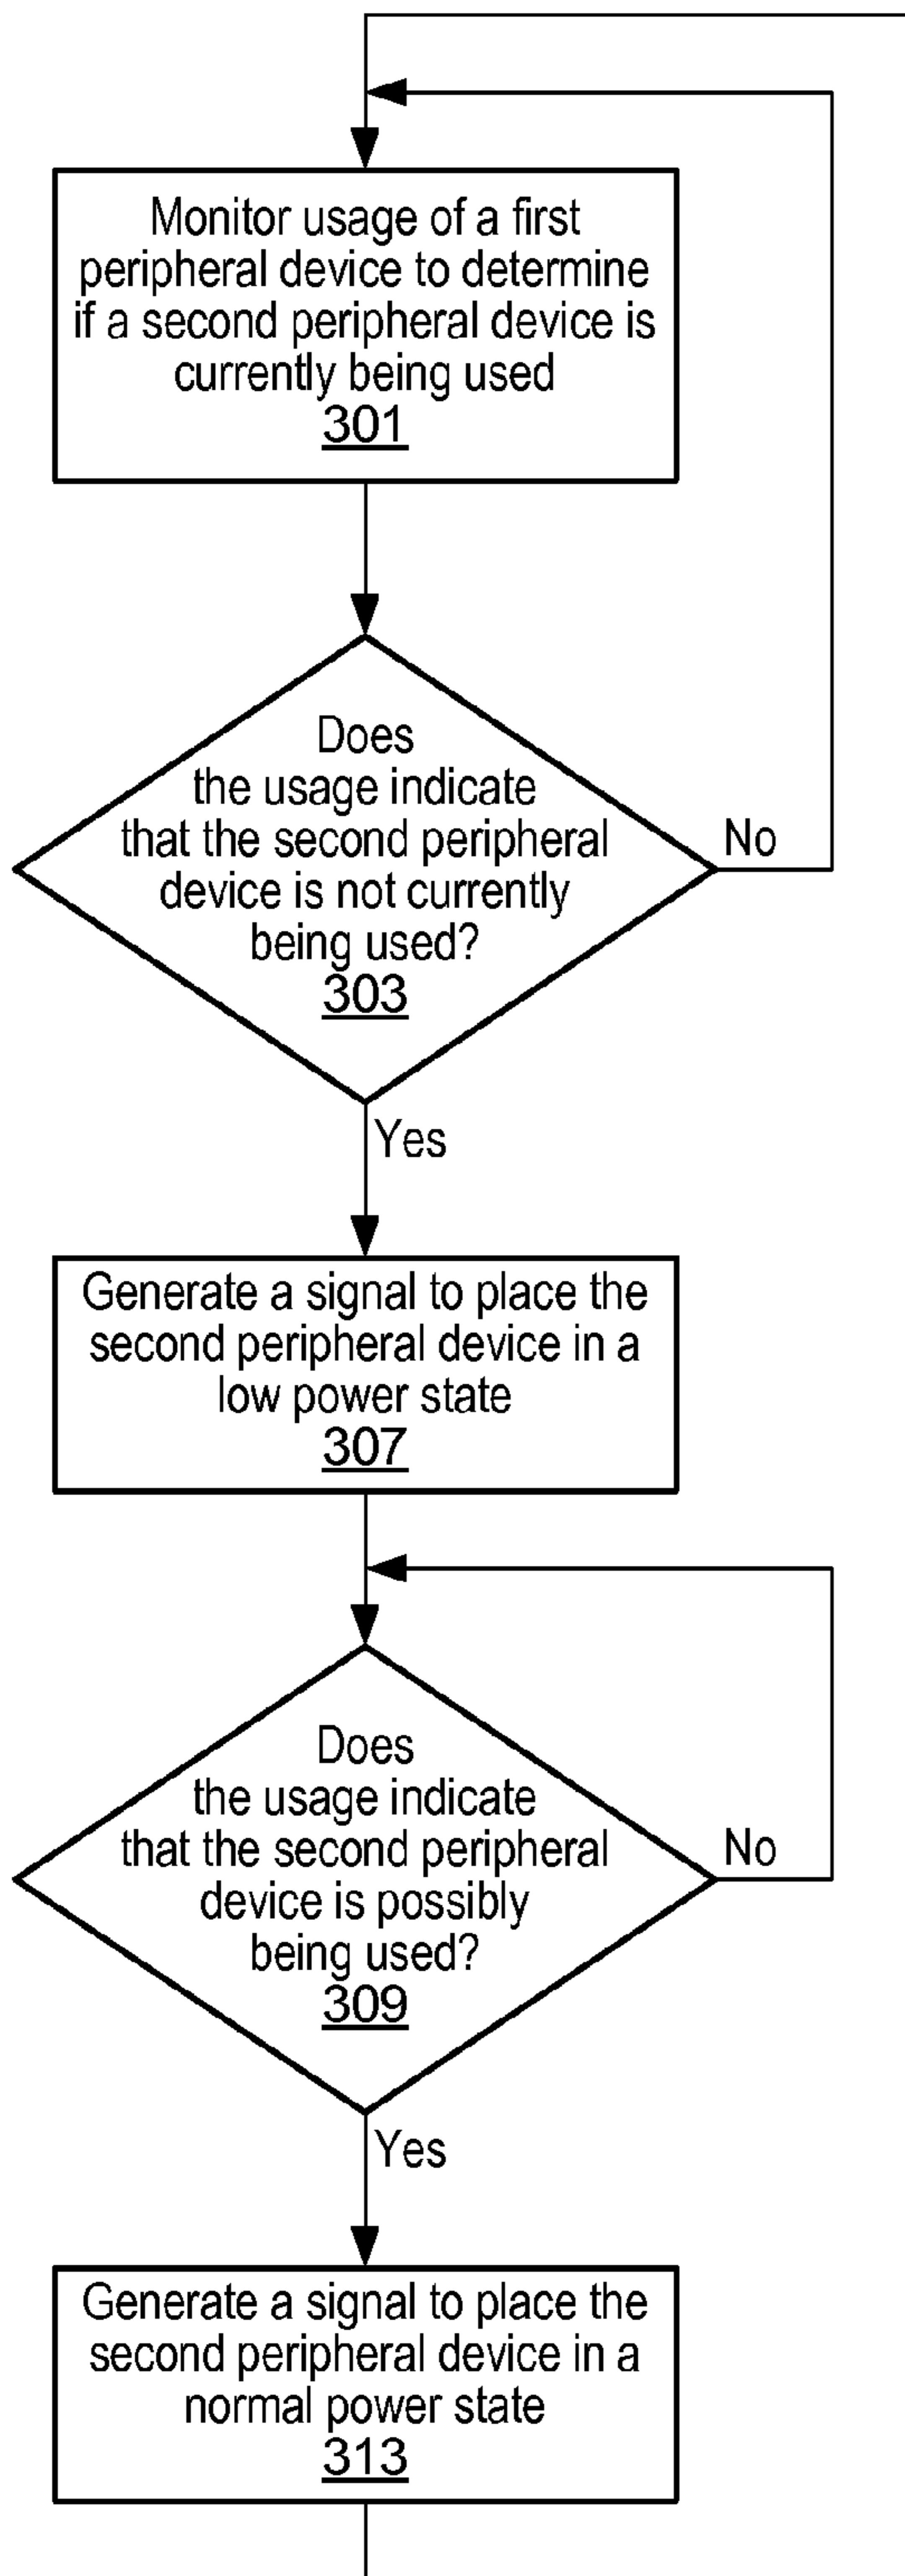 Monitor usage of a first
peripheral device to determine
if a second peripheral device is
currently being used
301
Does
the usage indicate
that the second peripheral
device is not currently
being used?
303
No
Yes
Generate a signal to place the
second peripheral device in a
low power state
307
Does
the usage indicate
that the second peripheral
device is possibly
being used?
309
No
Yes
Generate a signal to place the
second peripheral device in a
normal power state
313